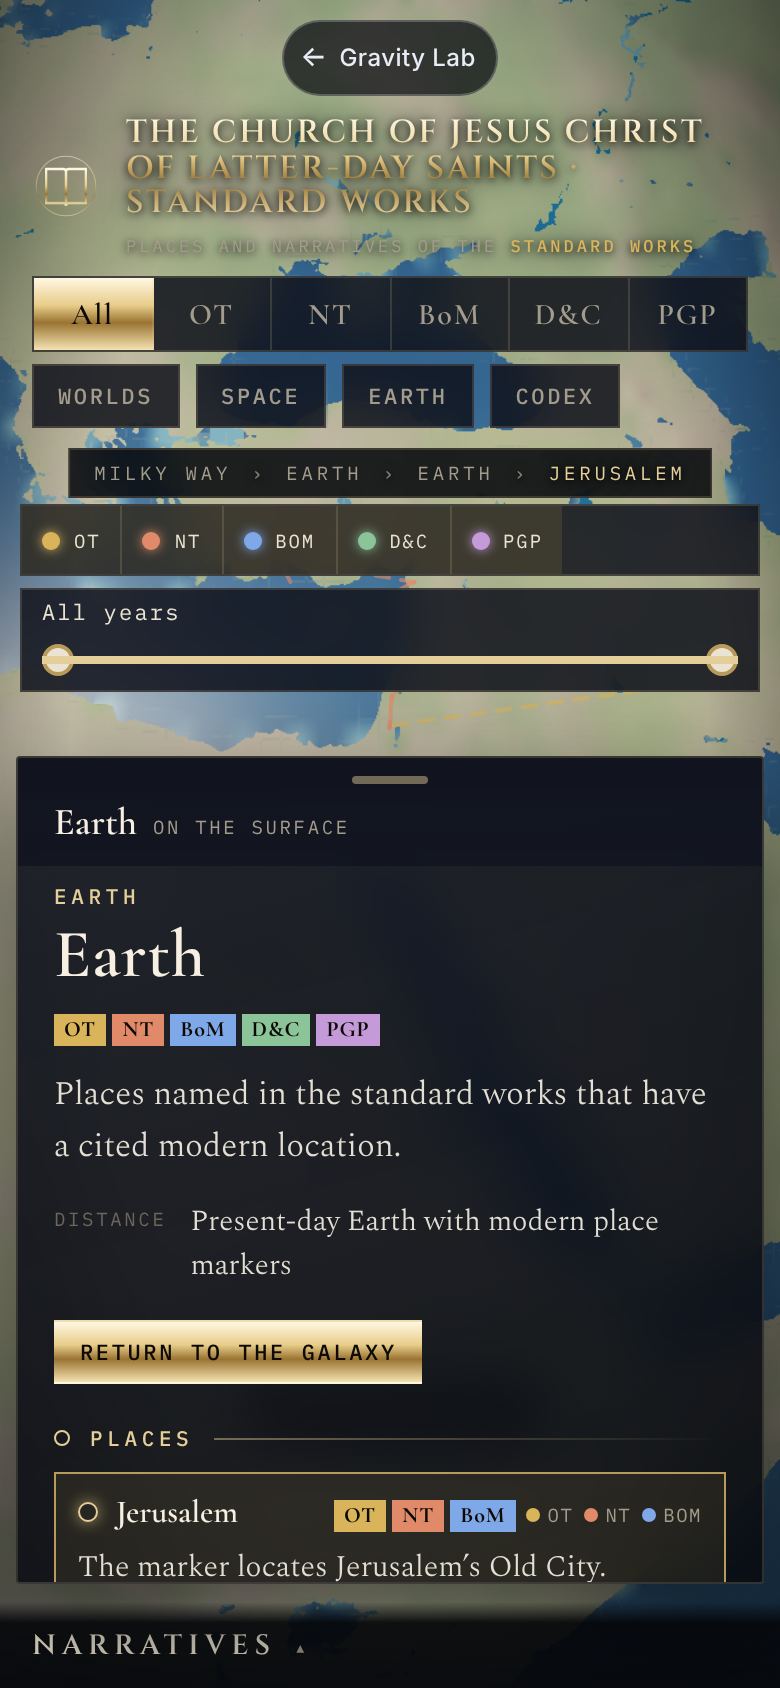 ← Gravity Lab
THE CHURCH OF JESUS CHRIST
OF LATTER-DAY SAINTS ·
STANDARD WORKS
PLACES AND NARRATIVES OF THE STANDARD WORKS
All OT NT BoM D&C PGP
WORLDS SPACE EARTH CODEX
MILKY WAY › EARTH › EARTH › JERUSALEM
OT NT BOM D&C PGP
All years
Earth ON THE SURFACE
EARTH
Earth
OT NT BoM D&C PGP
Places named in the standard works that have
a cited modern location.
DISTANCE Present-day Earth with modern place
markers
RETURN TO THE GALAXY
PLACES
Jerusalem OT NT BoM OT NT BOM
The marker locates Jerusalem’s Old City.
NARRATIVES ▲